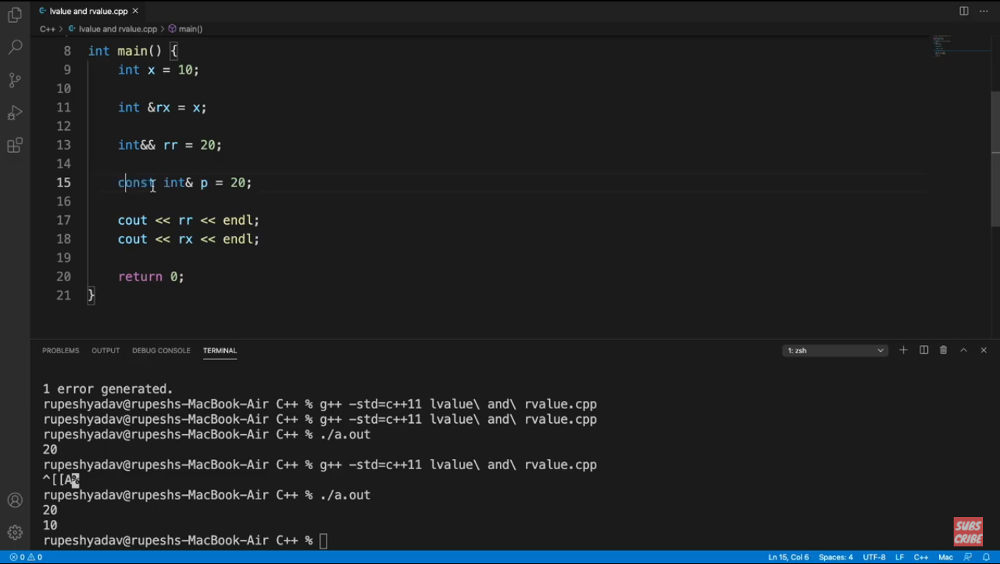 lvalue and rvalue.cpp
C++ > lvalue and rvalue.cpp > main()
8 int main() {
9 int x = 10;
10
11 int &rx = x;
12
13 int&& rr = 20;
14
15 const int& p = 20;
16
17 cout << rr << endl;
18 cout << rx << endl;
19
20 return 0;
21 }
PROBLEMS OUTPUT DEBUG CONSOLE TERMINAL 1: zsh
1 error generated.
rupeshyadav@rupeshs-MacBook-Air C++ % g++ -std=c++11 lvalue\ and\ rvalue.cpp
rupeshyadav@rupeshs-MacBook-Air C++ % g++ -std=c++11 lvalue\ and\ rvalue.cpp
rupeshyadav@rupeshs-MacBook-Air C++ % ./a.out
20
rupeshyadav@rupeshs-MacBook-Air C++ % g++ -std=c++11 lvalue\ and\ rvalue.cpp
^[[A%
rupeshyadav@rupeshs-MacBook-Air C++ % ./a.out
20
10
rupeshyadav@rupeshs-MacBook-Air C++ %
SUBS
CRIBE
0 0 Ln 15, Col 6 Spaces: 4 UTF-8 LF C++ Mac